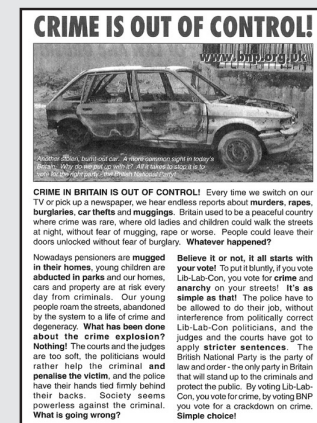 CRIME IS OUT OF CONTROL!
www.bnp.org.uk
Another stolen, burnt-out car. A more common sight in today's
Britain. Why do we put up with it? All it takes to stop it is to
vote for the right party - the British National Party!
CRIME IN BRITAIN IS OUT OF CONTROL! Every time we switch on our
TV or pick up a newspaper, we hear endless reports about murders, rapes,
burglaries, car thefts and muggings. Britain used to be a peaceful country
where crime was rare, where old ladies and children could walk the streets
at night, without fear of mugging, rape or worse. People could leave their
doors unlocked without fear of burglary. Whatever happened?
Nowadays pensioners are mugged
in their homes, young children are
abducted in parks and our homes,
cars and property are at risk every
day from criminals. Our young
people roam the streets, abandoned
by the system to a life of crime and
degeneracy. What has been done
about the crime explosion?
Nothing! The courts and the judges
are too soft, the politicians would
rather help the criminal and
penalise the victim, and the police
have their hands tied firmly behind
their backs. Society seems
powerless against the criminal.
What is going wrong?
Believe it or not, it all starts with
your vote! To put it bluntly, if you vote
Lib-Lab-Con, you vote for crime and
anarchy on your streets! It's as
simple as that! The police have to
be allowed to do their job, without
interference from politically correct
Lib-Lab-Con politicians, and the
judges and the courts have got to
apply stricter sentences. The
British National Party is the party of
law and order - the only party in Britain
that will stand up to the criminals and
protect the public. By voting Lib-Lab-
Con, you vote for crime, by voting BNP
you vote for a crackdown on crime.
Simple choice!